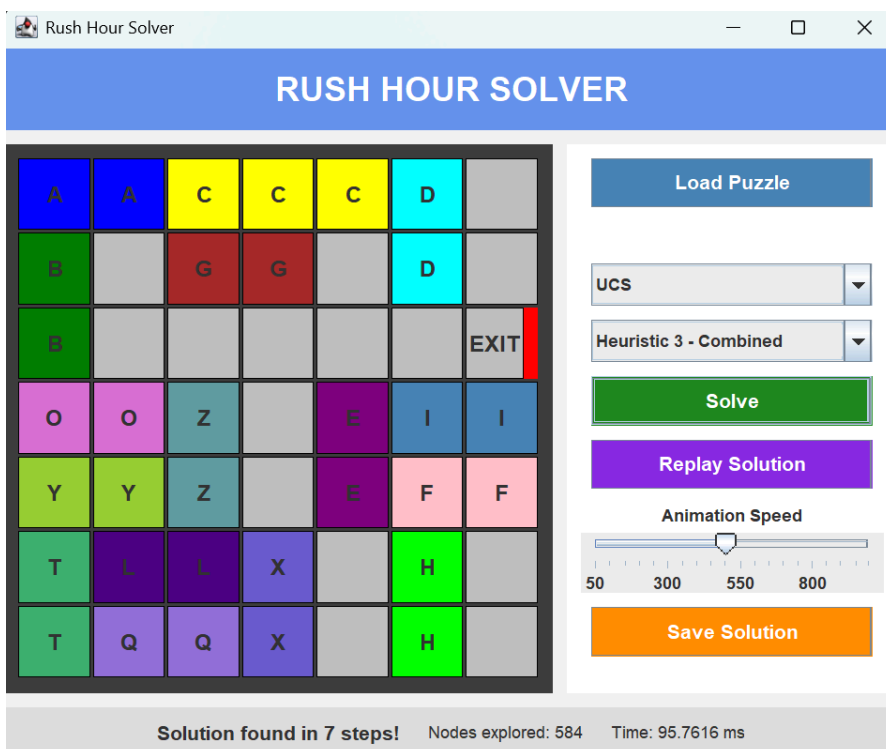 Rush Hour Solver
RUSH HOUR SOLVER
A A C C C D
B G G D
B EXIT
O O Z E I I
Y Y Z E F F
T L L X H
T Q Q X H
Load Puzzle
UCS
Heuristic 3 - Combined
Solve
Replay Solution
Animation Speed
50 300 550 800
Save Solution
Solution found in 7 steps! Nodes explored: 584 Time: 95.7616 ms